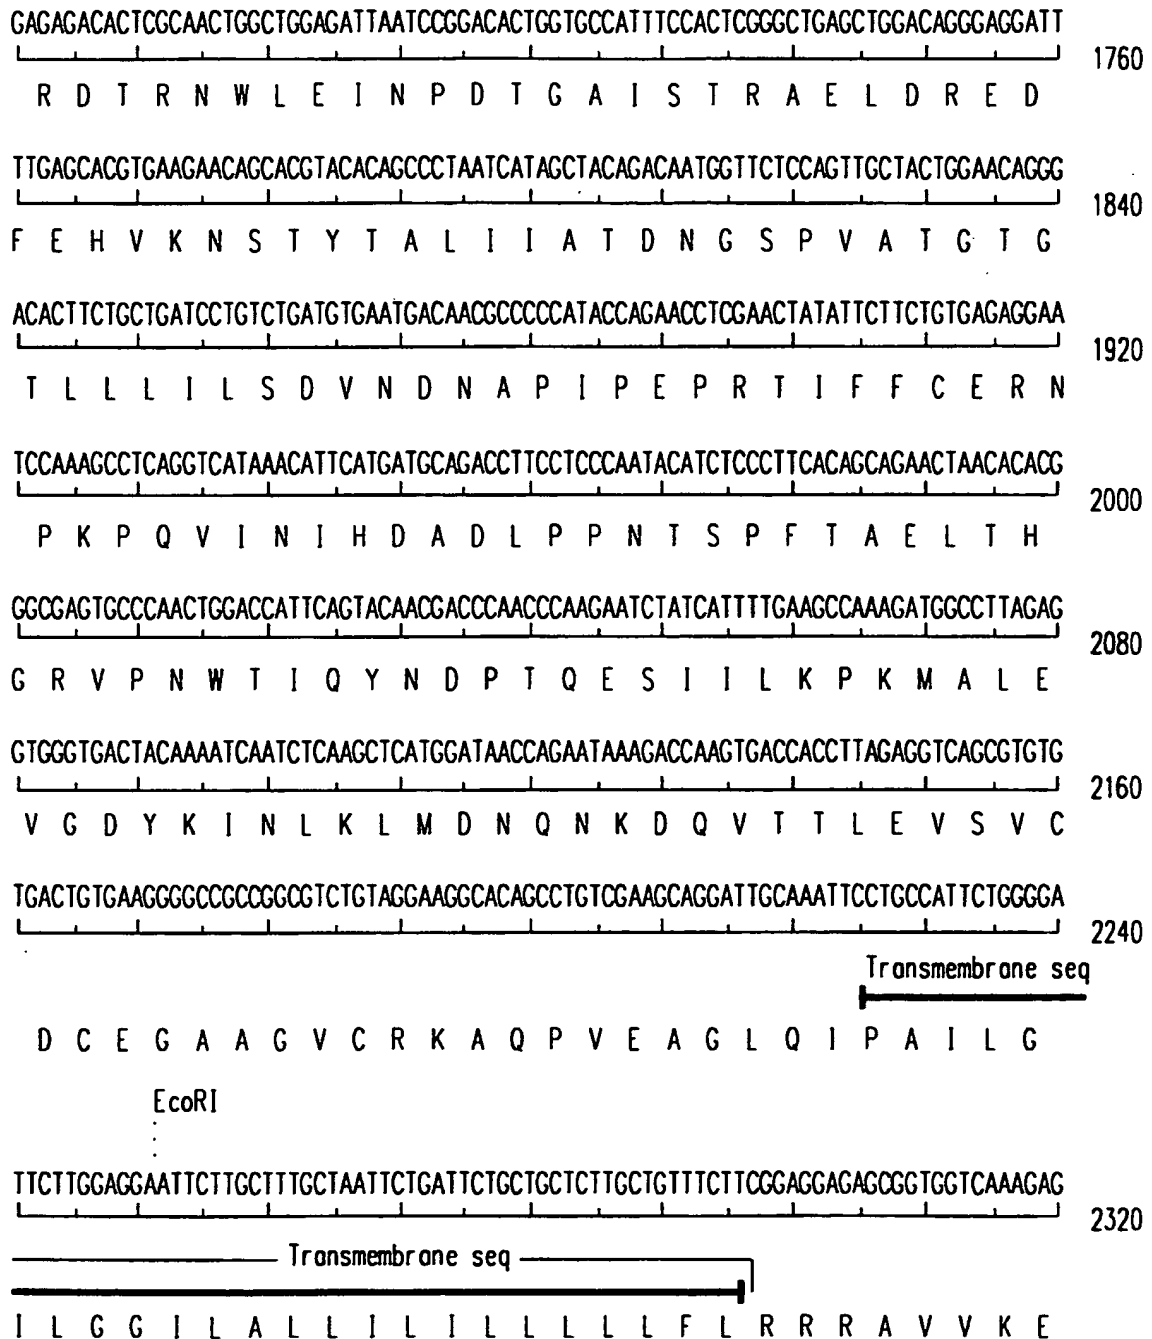 GAGAGACACTCGCAACTGGCTGGAGATTAATCCGGACACTGGTGCCATTTCCACTCGGGCTGAGCTGGACAGGGAGGATT
1760
R D T R N W L E I N P D T G A I S T R A E L D R E D
TTGAGCACGTGAAGAACAGCACGTACACAGCCCTAATCATAGCTACAGACAATGGTTCTCCAGTTGCTACTGGAACAGGG
1840
F E H V K N S T Y T A L I I A T D N G S P V A T G T G
ACACTTCTGCTGATCCTGTCTGATGTGAATGACAACGCCCCCATACCAGAACCTCGAACTATATTCTTCTGTGAGAGGAA
1920
T L L L I L S D V N D N A P I P E P R T I F F C E R N
TCCAAAGCCTCAGGTCATAAACATTCATGATGCAGACCTTCCTCCCAATACATCTCCCTTCACAGCAGAACTAACACACG
2000
P K P Q V I N I H D A D L P P N T S P F T A E L T H
GGCGAGTGCCCAACTGGACCATTCAGTACAACGACCCAACCCAAGAATCTATCATTTTGAAGCCAAAGATGGCCTTAGAG
2080
G R V P N W T I Q Y N D P T Q E S I I L K P K M A L E
GTGGGTGACTACAAAATCAATCTCAAGCTCATGGATAACCAGAATAAAGACCAAGTGACCACCTTAGAGGTCAGCGTGTG
2160
V G D Y K I N L K L M D N Q N K D Q V T T L E V S V C
TGACTGTGAAGGGGCCGCCGGCGTCTGTAGGAAGGCACAGCCTGTCGAAGCAGGATTGCAAATTCCTGCCATTCTGGGGA
2240
Transmembrane seq
D C E G A A G V C R K A Q P V E A G L Q I P A I L G
EcoRI
TTCTTGGAGGAATTCTTGCTTTGCTAATTCTGATTCTGCTGCTCTTGCTGTTTCTTCGGAGGAGAGCGGTGGTCAAAGAG
2320
Transmembrane seq
I L G G I L A L L I L I L L L L L F L R R R A V V K E